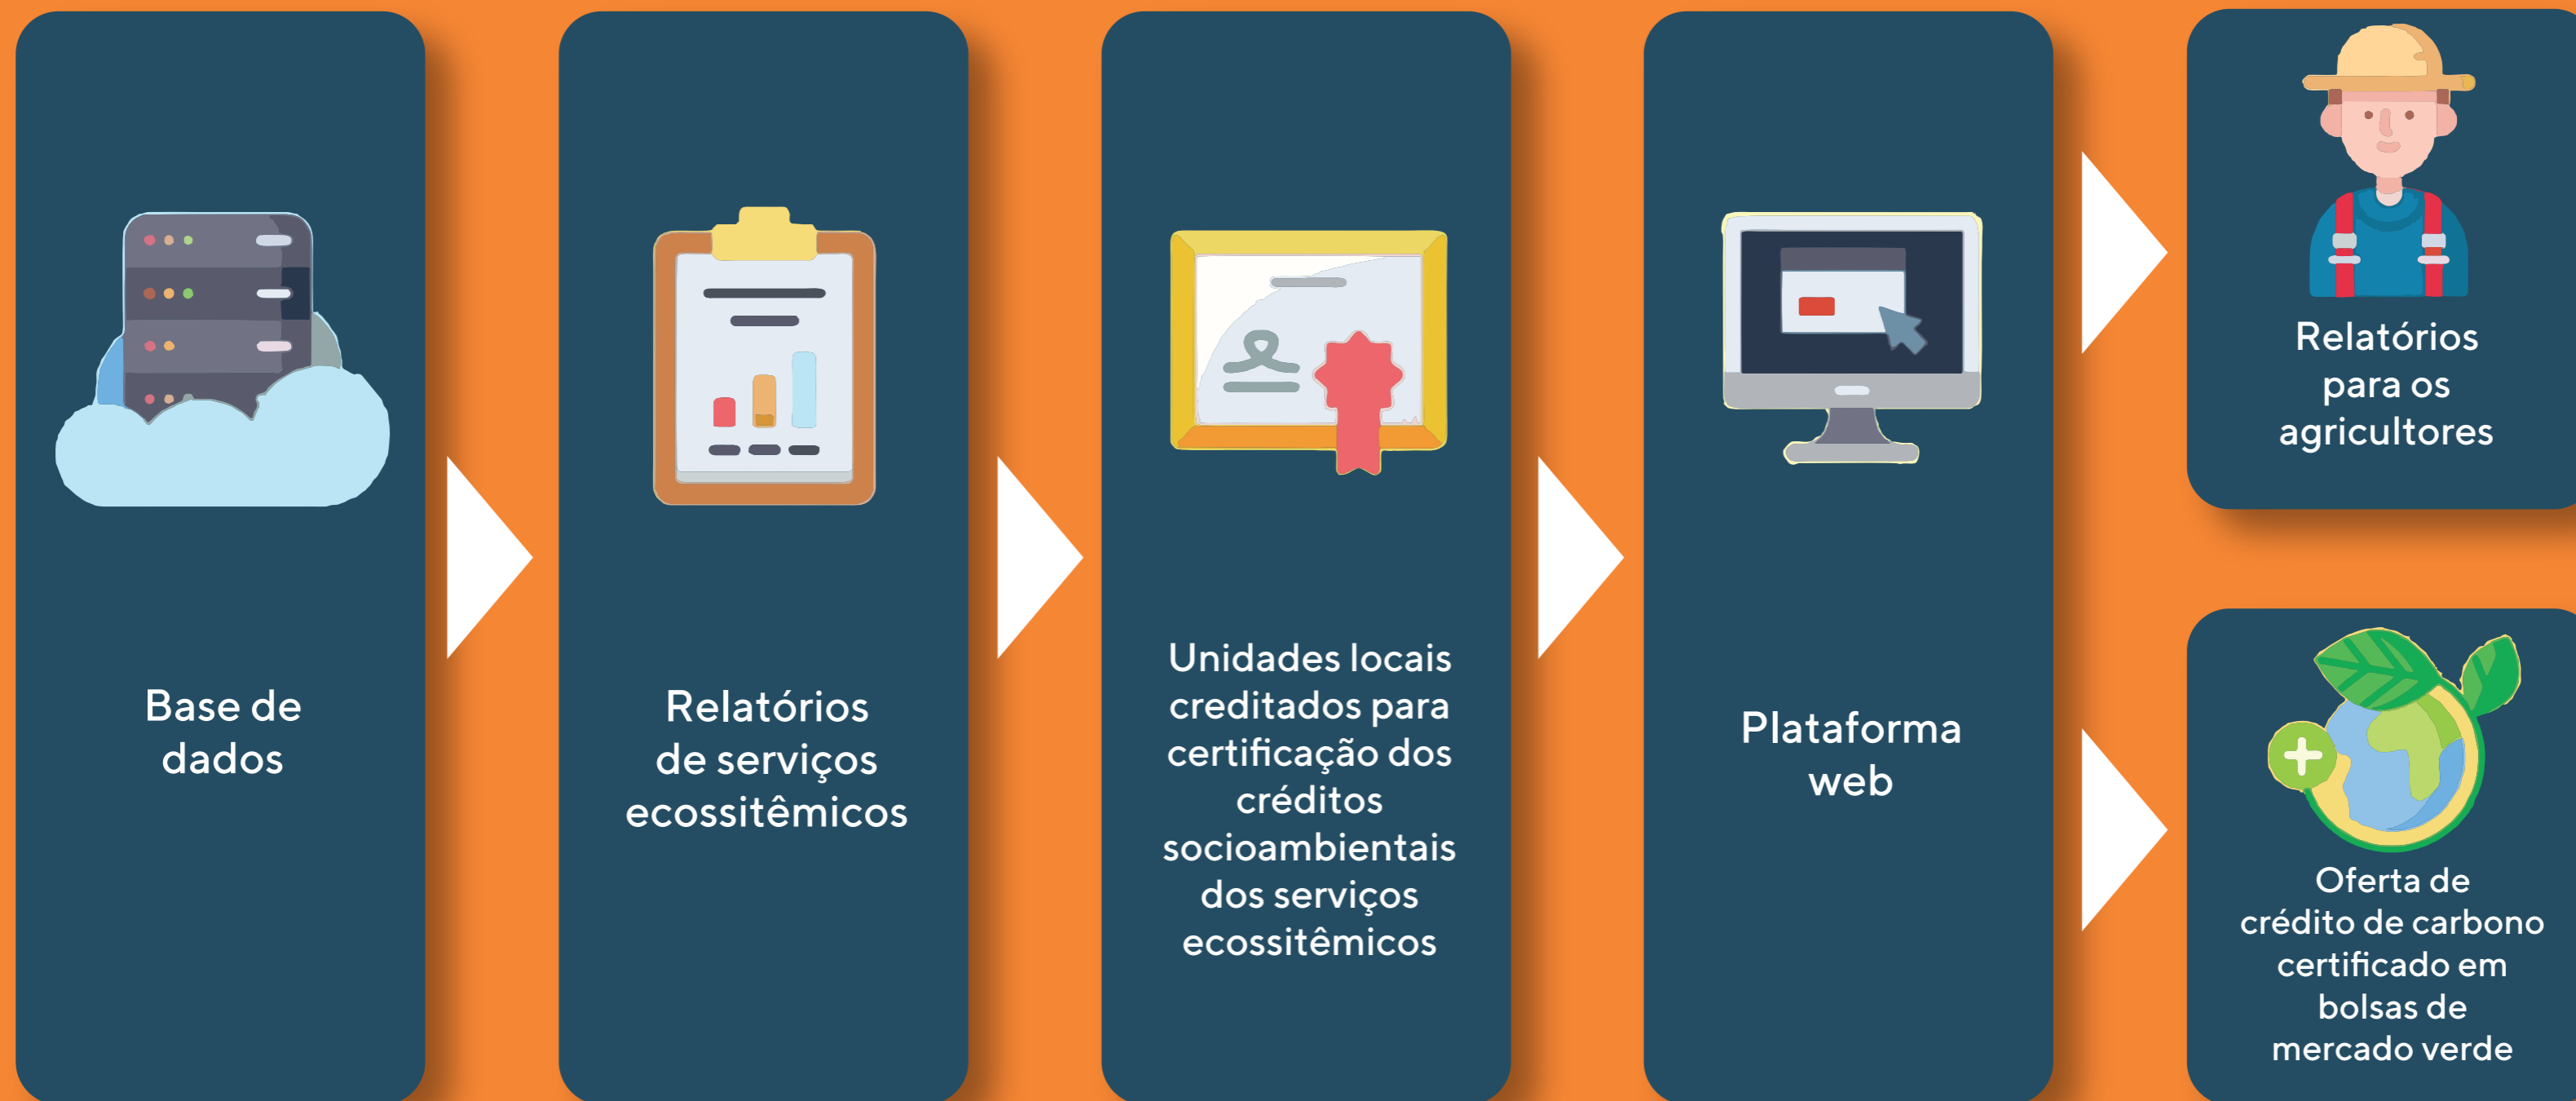 Base de
dados
Relatórios
de serviços
ecossitêmicos
Unidades locais
creditados para
certificação dos
créditos
socioambientais
dos serviços
ecossitêmicos
Plataforma
web
Relatórios
para os
agricultores
Oferta de
crédito de carbono
certificado em
bolsas de
mercado verde